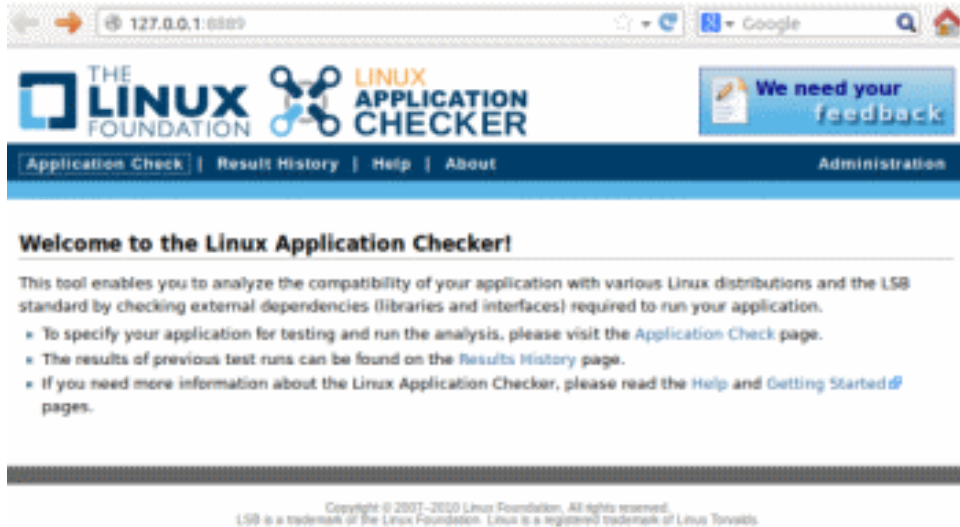 127.0.0.1:8889
Google
THE
LINUX
FOUNDATION
LINUX
APPLICATION
CHECKER
We need your
feedback
Application Check | Result History | Help | About
Administration
Welcome to the Linux Application Checker!
This tool enables you to analyze the compatibility of your application with various Linux distributions and the LSB
standard by checking external dependencies (libraries and interfaces) required to run your application.
To specify your application for testing and run the analysis, please visit the Application Check page.
The results of previous test runs can be found on the Results History page.
If you need more information about the Linux Application Checker, please read the Help and Getting Started
pages.
Copyright © 2007-2010 Linux Foundation. All rights reserved.
LSB is a trademark of the Linux Foundation. Linux is a registered trademark of Linus Torvalds.